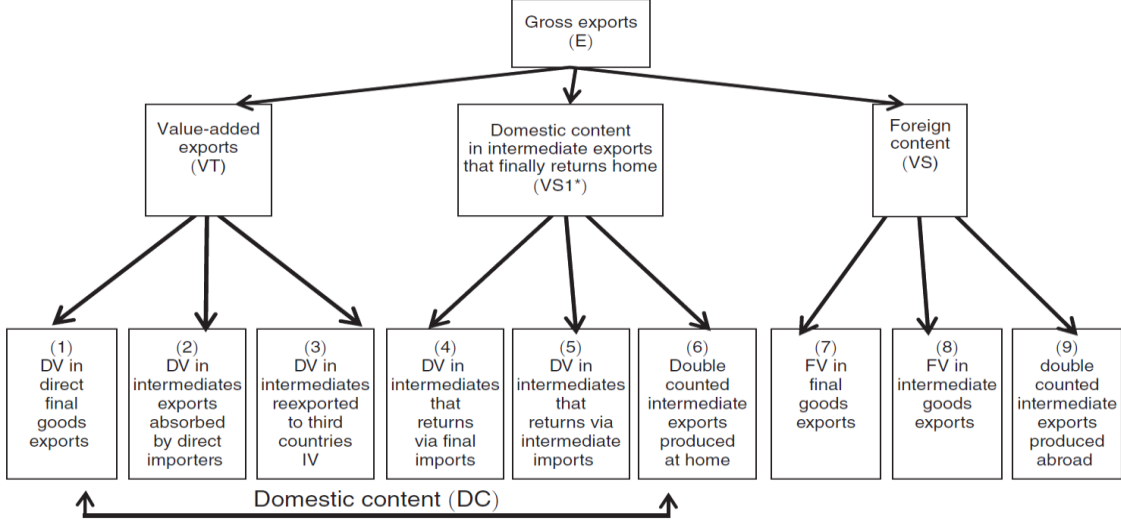 Gross exports
(E)
Value-added
exports
(VT)
Domestic content
in intermediate exports
that finally returns home
(VS1*)
Foreign
content
(VS)
(1)
DV in
direct
final
goods
exports
(2)
DV in
intermediates
exports
absorbed
by direct
importers
(3)
DV in
intermediates
reexported
to third
countries
IV
(4)
DV in
intermediates
that
returns
via final
imports
(5)
DV in
intermediates
that
returns via
intermediate
imports
(6)
Double
counted
intermediate
exports
produced
at home
(7)
FV in
final
goods
exports
(8)
FV in
intermediate
goods
exports
(9)
double
counted
intermediate
exports
produced
abroad
Domestic content (DC)